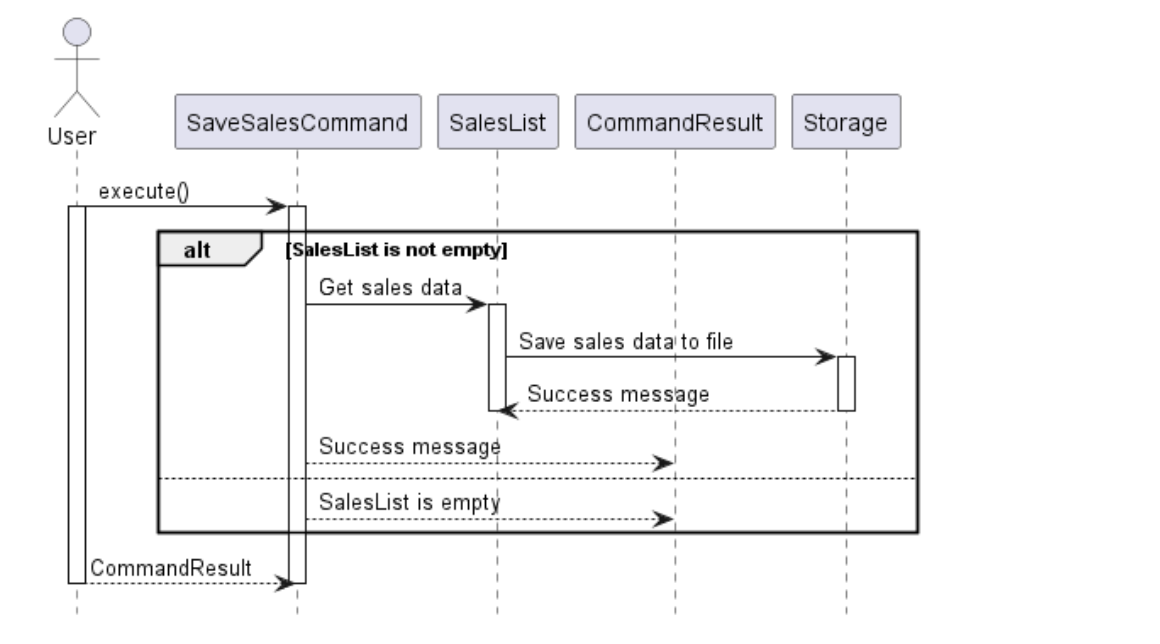 User
SaveSalesCommand
SalesList
CommandResult
Storage
execute()
alt
[SalesList is not empty]
Get sales data
Save sales data to file
Success message
Success message
SalesList is empty
CommandResult